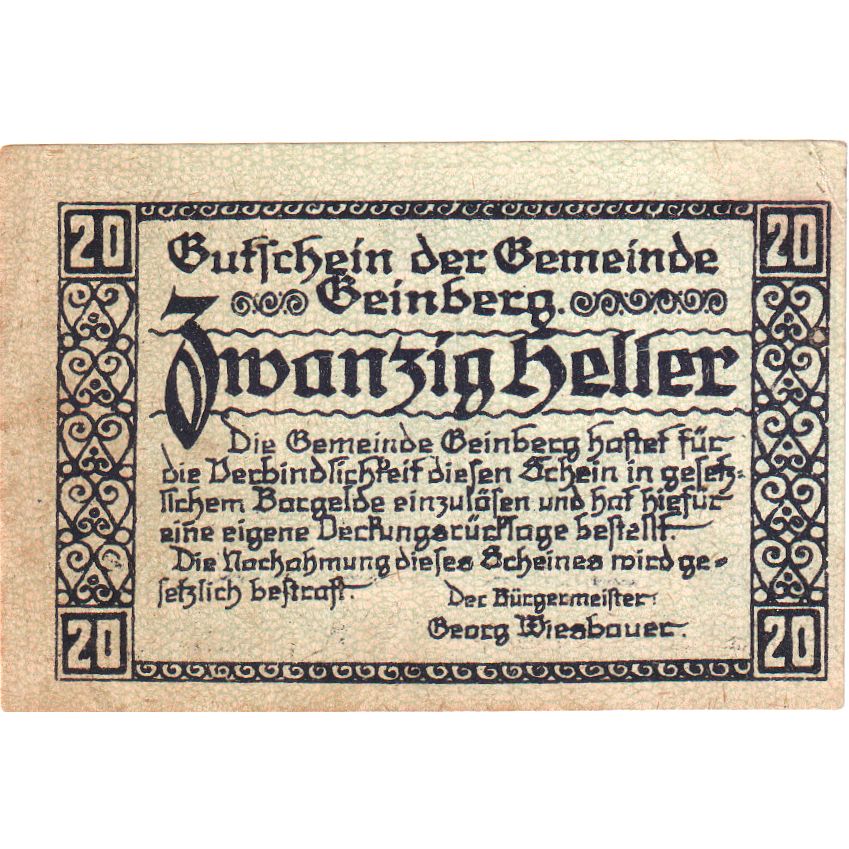 20 20
Gutschein der Gemeinde
Geinberg.
Zwanzig Heller
Die Gemeinde Geinberg haftet für
die Verbindlichkeit diesen Schein in gesetz-
lichem Bargelde einzulösen und hat hiefür
eine eigene Deckungsrücklage bestellt.
Die Nachahmung dieses Scheines wird ge-
setzlich bestraft.
Der Bürgermeister:
Georg Wiesbauer.
20 20